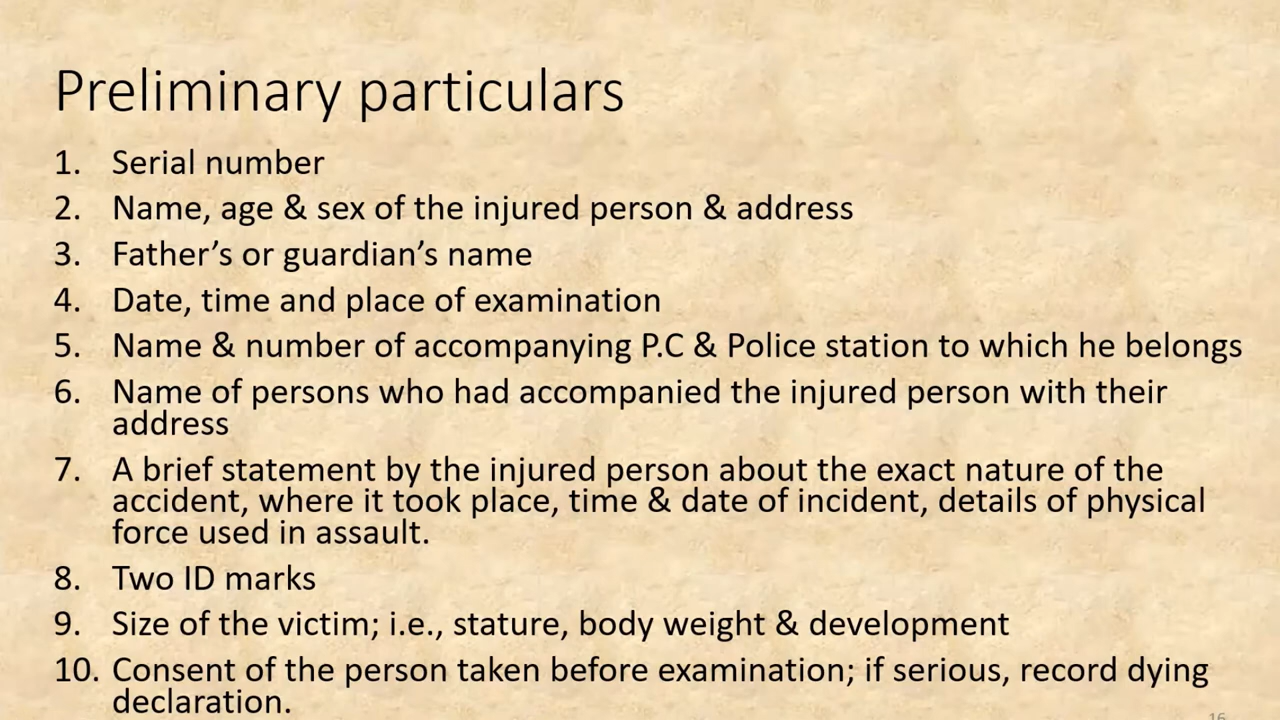 Preliminary particulars
1. Serial number
2. Name, age & sex of the injured person & address
3. Father’s or guardian’s name
4. Date, time and place of examination
5. Name & number of accompanying P.C & Police station to which he belongs
6. Name of persons who had accompanied the injured person with their
address
7. A brief statement by the injured person about the exact nature of the
accident, where it took place, time & date of incident, details of physical
force used in assault.
8. Two ID marks
9. Size of the victim; i.e., stature, body weight & development
10. Consent of the person taken before examination; if serious, record dying
declaration.
16